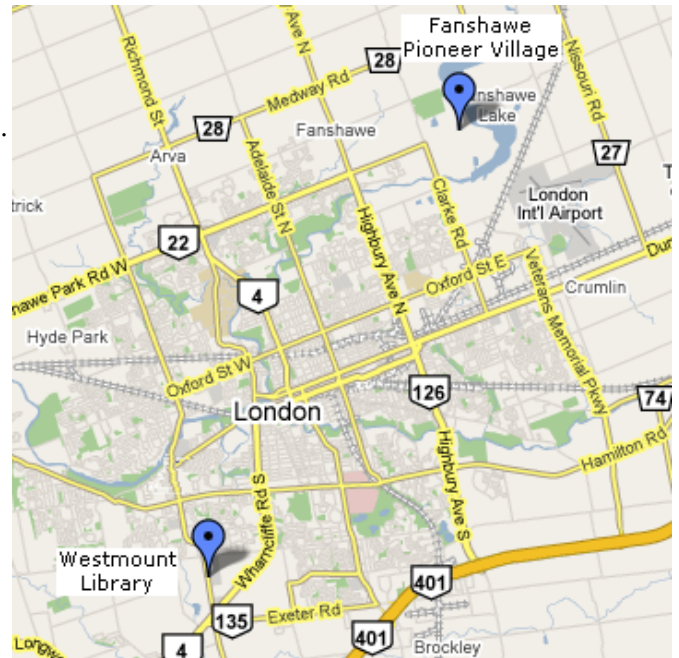 Fanshawe
Pioneer Village
Richmond St
Ave N
28
Medway Rd
Nissouri Rd
nshawe
Lake
28
Fanshawe
Arva
Adelaide St N
27
trick
Highbury Ave N
Clarke Rd
London
Int'l Airport
T
22
nawe Park Rd W
4
Oxford St E
Veterans Memorial Pkwy
Dun
Crumlin
Hyde Park
Oxford St W
London
126
74
Hamilton Rd
Wharncliffe Rd S
Highbury Ave S
Westmount
Library
135
Exeter Rd
401
401
4
Longwo
Brockley
.